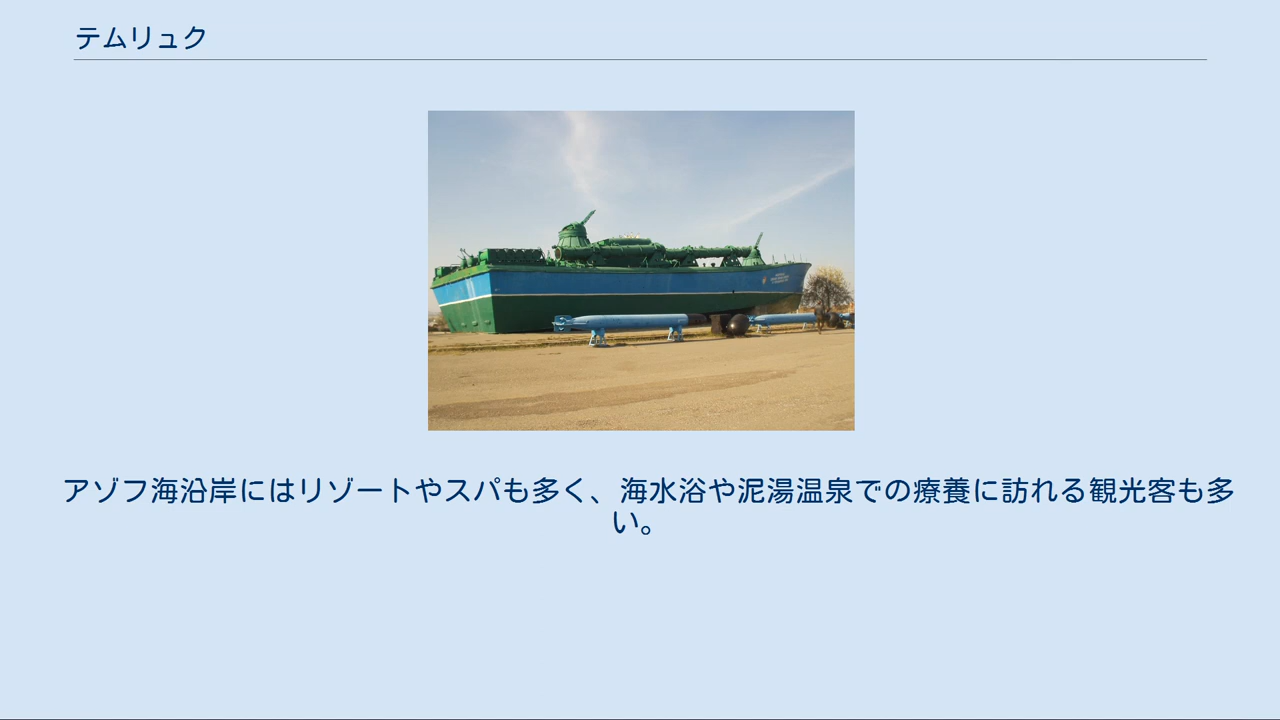 テムリュク
アゾフ海沿岸にはリゾートやスパも多く、海水浴や泥湯温泉での療養に訪れる観光客も多
い。